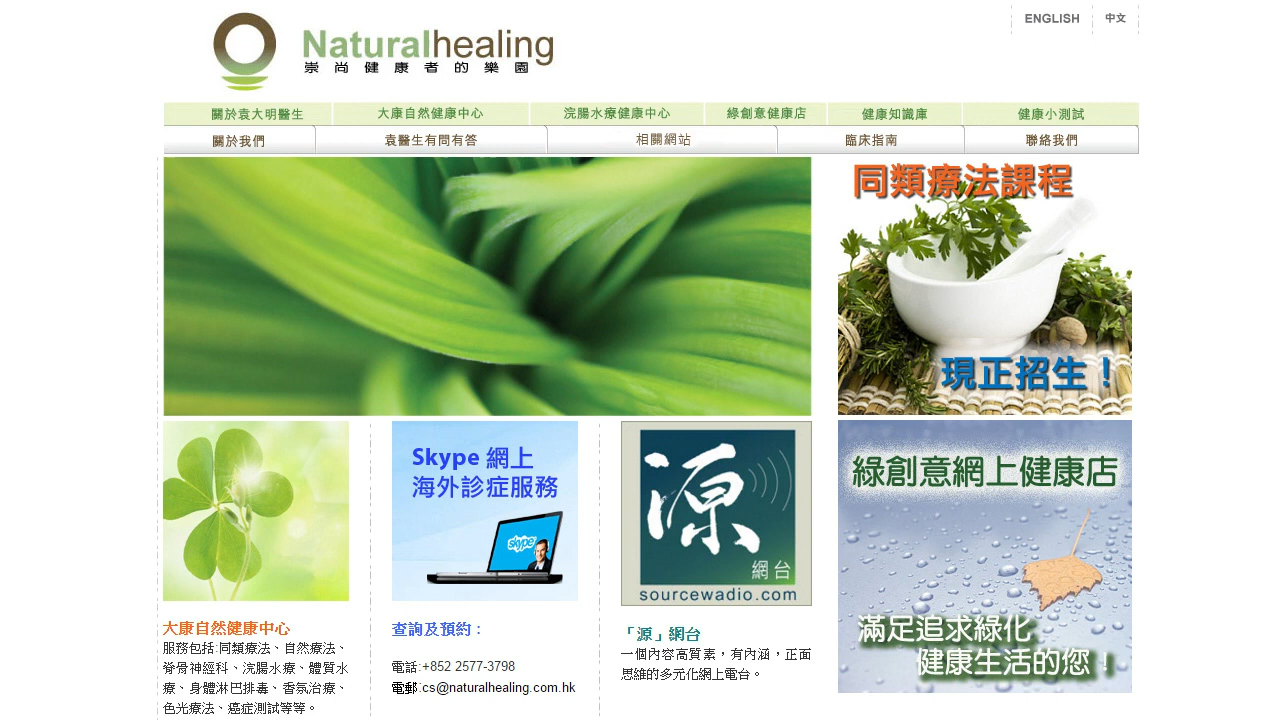 ENGLISH
中文
Naturalhealing
崇尚健康者的樂園
關於袁大明醫生
大康自然健康中心
浣腸水療健康中心
綠創意健康店
健康知識庫
健康小測試
關於我們
袁醫生有問有答
相關網站
臨床指南
聯絡我們
同類療法課程
現正招生！
Skype 網上
海外診症服務
skype
源
網台
sourcewadio.com
綠創意網上健康店
滿足追求綠化
健康生活的您！
大康自然健康中心
服務包括:同類療法、自然療法、
脊骨神經科、浣腸水療、體質水
療、身體淋巴排毒、香氛治療、
色光療法、癌症測試等等。
查詢及預約：
電話:+852 2577-3798
電郵:cs@naturalhealing.com.hk
「源」網台
一個內容高質素，有內涵，正面
思維的多元化網上電台。